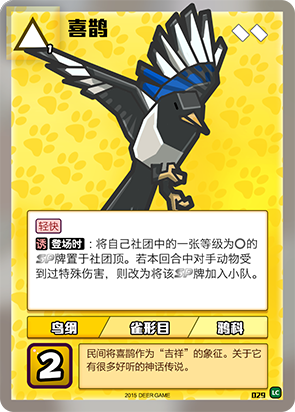 1
喜鹊
轻快
诱 登场时：将自己社团中的一张等级为〇的
SP牌置于社团顶。若本回合中对手动物受
到过特殊伤害，则改为将该SP牌加入小队。
鸟纲 雀形目 鸦科
2
民间将喜鹊作为“吉祥”的象征。关于它
有很多好听的神话传说。
2015 DEER GAME
029 LC